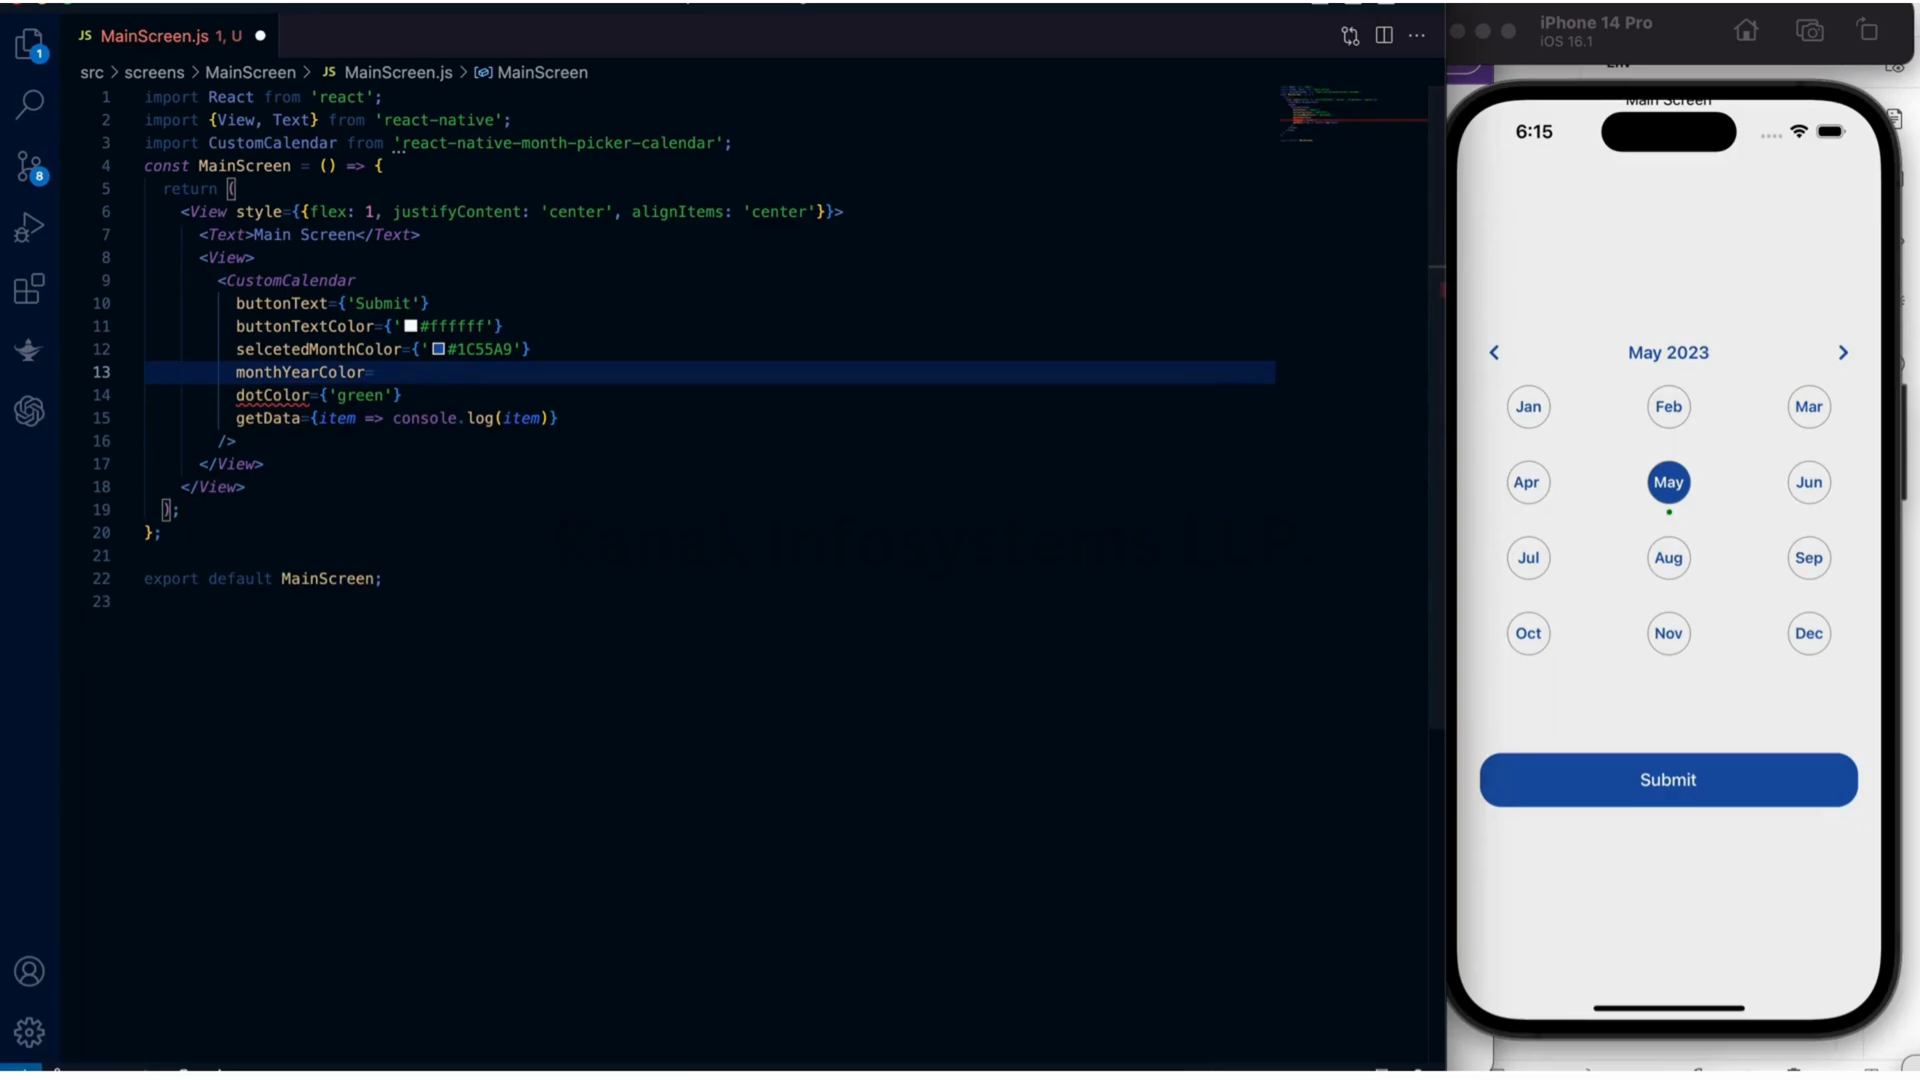 JS MainScreen.js 1, U
1
src > screens > MainScreen > JS MainScreen.js > MainScreen
8
1 import React from 'react';
2 import {View, Text} from 'react-native';
3 import CustomCalendar from 'react-native-month-picker-calendar';
4 const MainScreen = () => {
5 return (
6 <View style={{flex: 1, justifyContent: 'center', alignItems: 'center'}}>
7 <Text>Main Screen</Text>
8 <View>
9 <CustomCalendar
10 buttonText={'Submit'}
11 buttonTextColor={'#ffffff'}
12 selcetedMonthColor={'#1C55A9'}
13 monthYearColor=
14 dotColor={'green'}
15 getData={item => console.log(item)}
16 />
17 </View>
18 </View>
19 );
20 };
21
22 export default MainScreen;
23
iPhone 14 Pro
iOS 16.1
Main Screen
6:15
May 2023
Jan Feb Mar
Apr May Jun
Jul Aug Sep
Oct Nov Dec
Submit